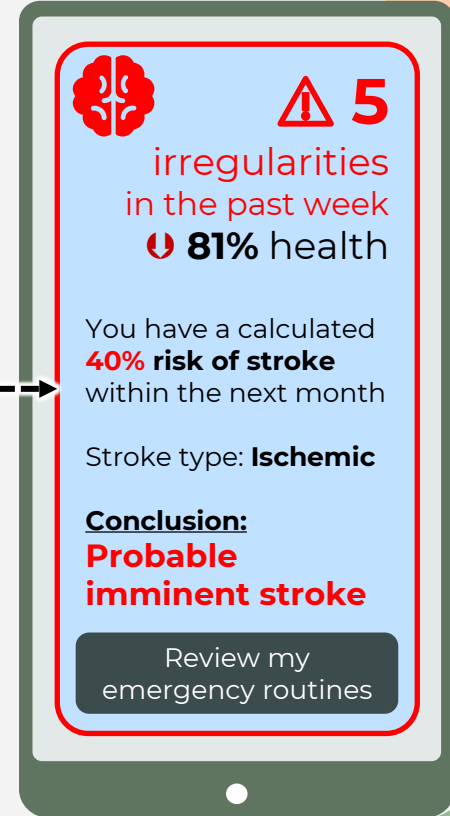 5
irregularities
in the past week
81% health
You have a calculated
40% risk of stroke
within the next month
Stroke type: Ischemic
Conclusion:
Probable
imminent stroke
Review my
emergency routines